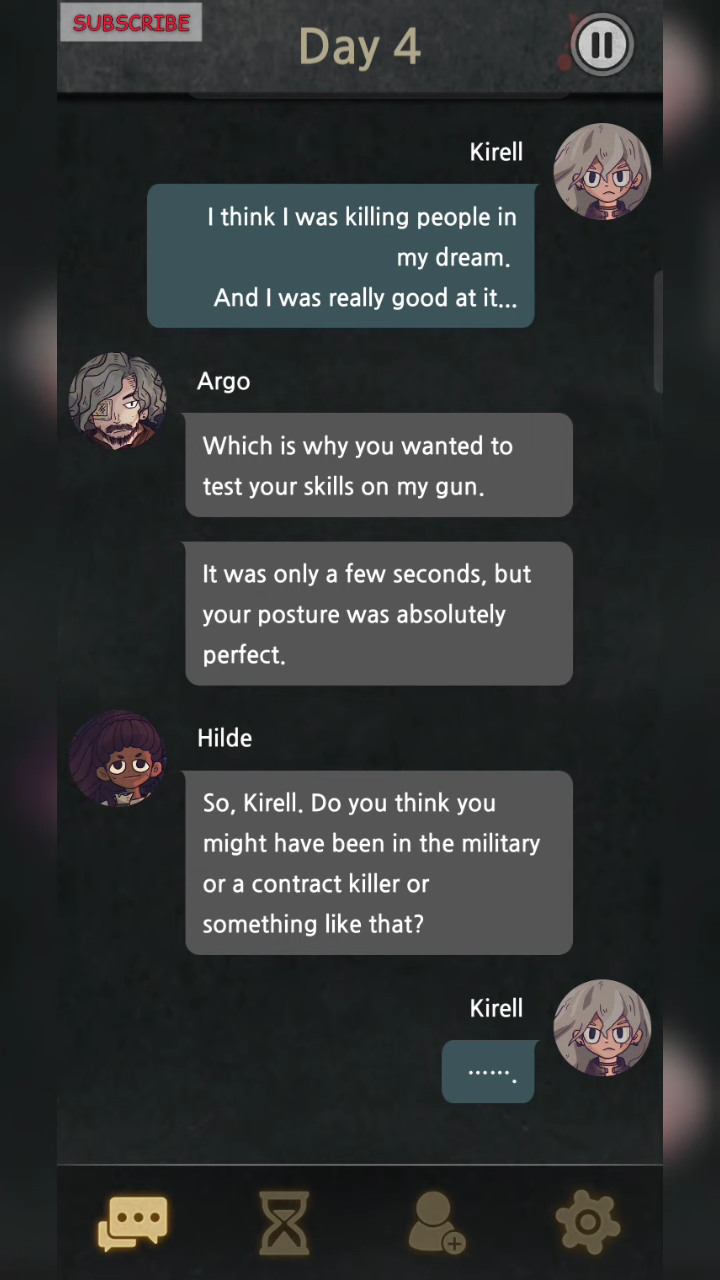 SUBSCRIBE
Day 4
Kirell
I think I was killing people in
my dream.
And I was really good at it...
Argo
Which is why you wanted to
test your skills on my gun.
It was only a few seconds, but
your posture was absolutely
perfect.
Hilde
So, Kirell. Do you think you
might have been in the military
or a contract killer or
something like that?
Kirell
⋯⋯.